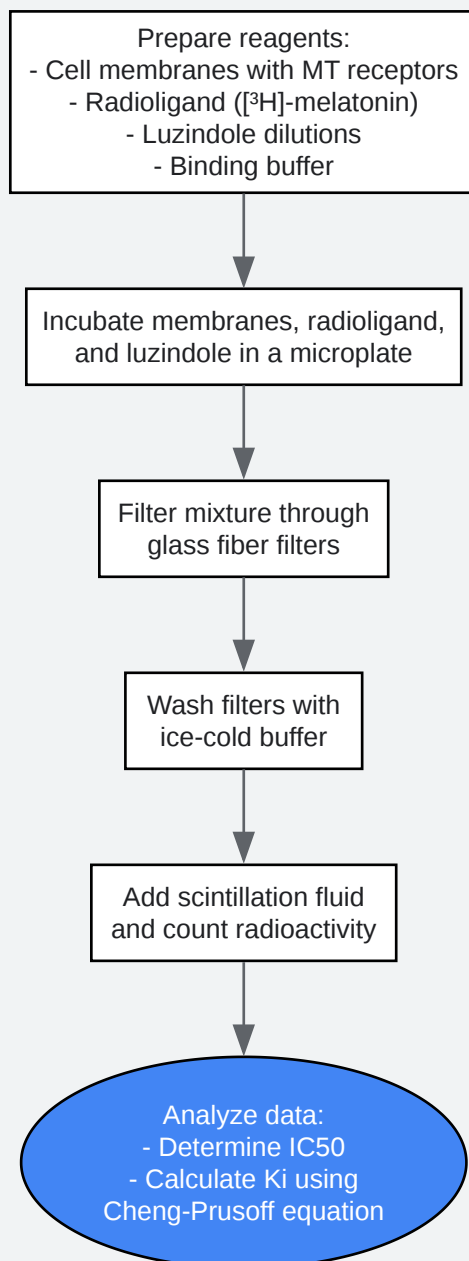 Prepare reagents:
- Cell membranes with MT receptors
- Radioligand ([³H]-melatonin)
- Luzindole dilutions
- Binding buffer
Incubate membranes, radioligand,
and luzindole in a microplate
Filter mixture through
glass fiber filters
Wash filters with
ice-cold buffer
Add scintillation fluid
and count radioactivity
Analyze data:
- Determine IC50
- Calculate Ki using
Cheng-Prusoff equation